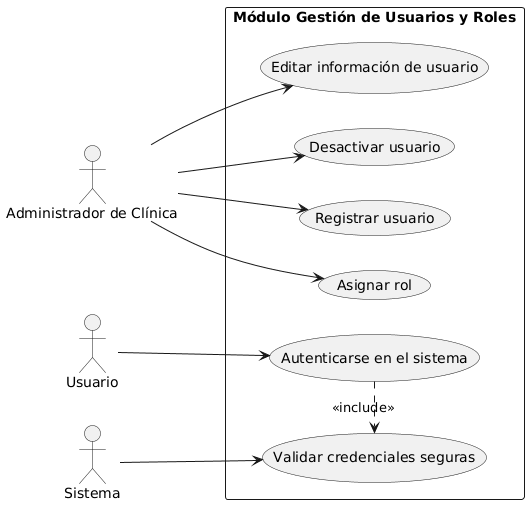 Módulo Gestión de Usuarios y Roles
Editar información de usuario
Desactivar usuario
Administrador de Clínica
Registrar usuario
Asignar rol
Autenticarse en el sistema
Usuario
«include»
Validar credenciales seguras
Sistema